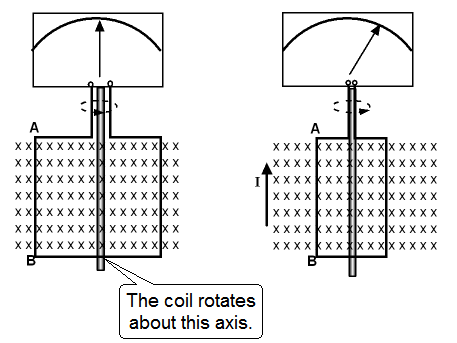 A
A
I
B
B
The coil rotates
about this axis.